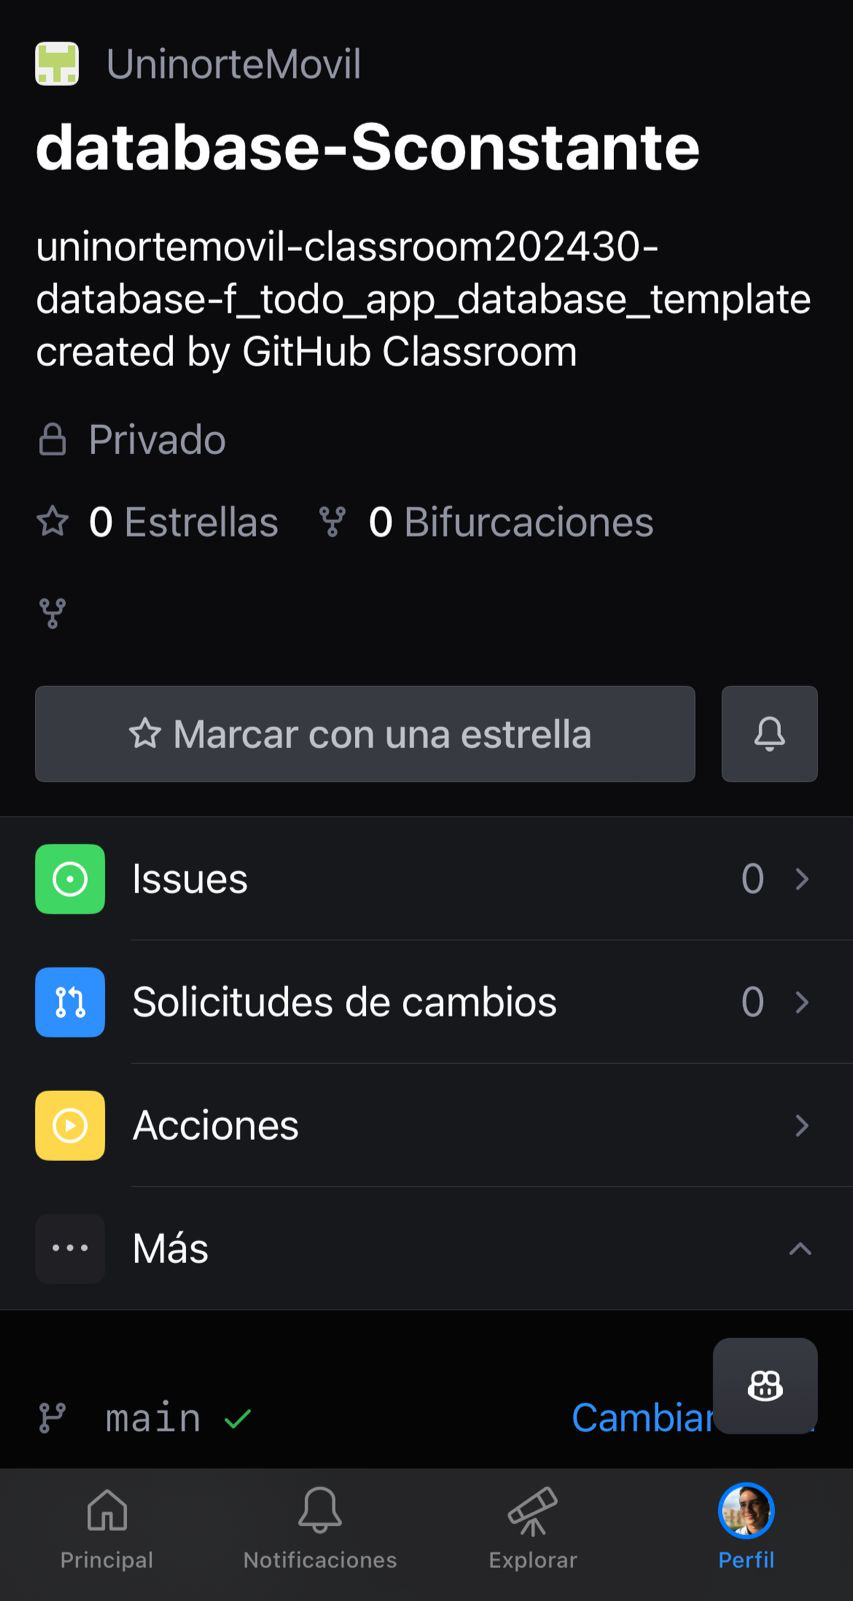 UninorteMovil
database-Sconstante
uninortemovil-classroom202430-
database-f_todo_app_database_template
created by GitHub Classroom
Privado
0 Estrellas 0 Bifurcaciones
Marcar con una estrella
Issues 0
Solicitudes de cambios 0
Acciones
Más
main Cambiar
Principal Notificaciones Explorar Perfil